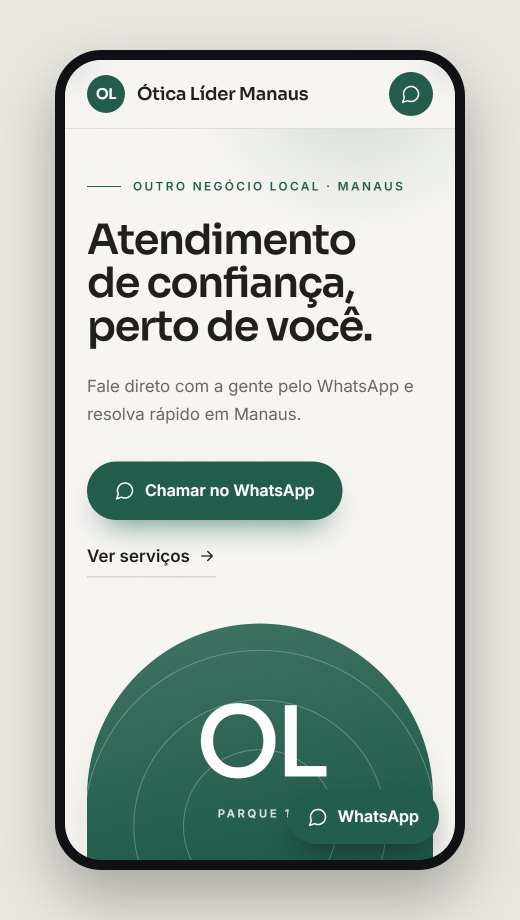 OL Ótica Líder Manaus
OUTRO NEGÓCIO LOCAL · MANAUS
Atendimento
de confiança,
perto de você.
Fale direto com a gente pelo WhatsApp e
resolva rápido em Manaus.
Chamar no WhatsApp
Ver serviços →
OL
PARQUE
WhatsApp